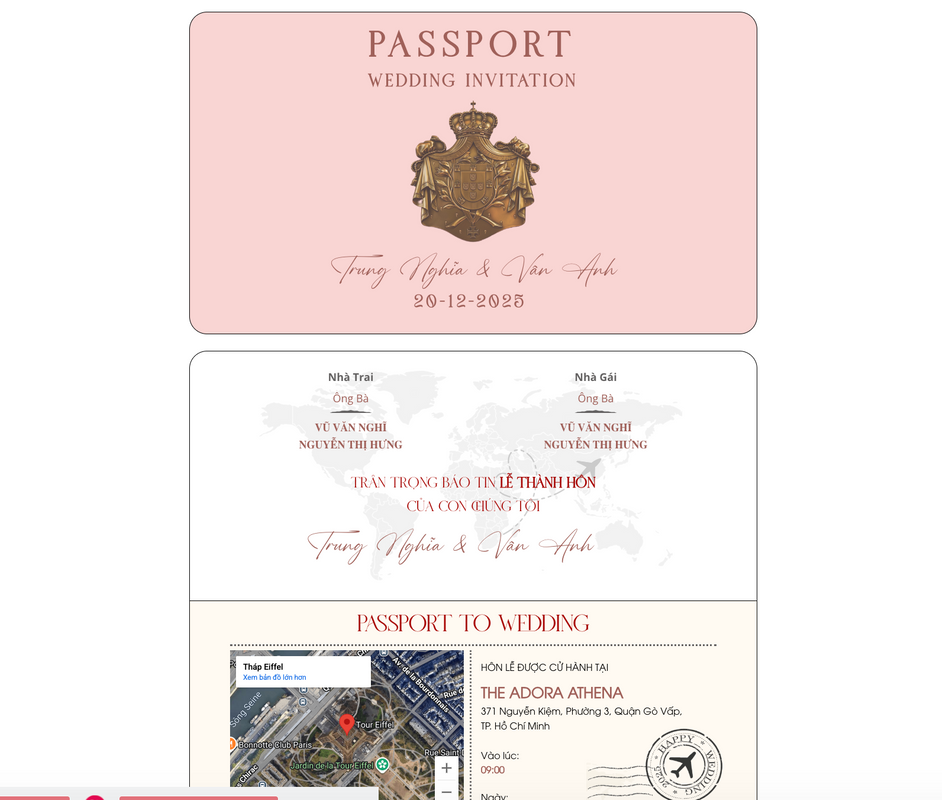 PASSPORT
WEDDING INVITATION
Trung Nghĩa & Vân Anh
20-12-2025
Nhà Trai
Ông Bà
VŨ VĂN NGHĨ
NGUYỄN THỊ HƯNG
Nhà Gái
Ông Bà
VŨ VĂN NGHĨ
NGUYỄN THỊ HƯNG
TRÂN TRỌNG BÁO TIN LỄ THÀNH HÔN
CỦA CON CHÚNG TÔI
Trung Nghĩa & Vân Anh
PASSPORT TO WEDDING
Tháp Eiffel
Xem bản đồ lớn hơn
Av. de la Bourdonnais
Rue d
Sông Seine
Tour Eiffel
Bonnotte Club Paris
Rue Saint
Jardin de la Tour Eiffel
Chirac
HÔN LỄ ĐƯỢC CỬ HÀNH TẠI
THE ADORA ATHENA
371 Nguyễn Kiệm, Phường 3, Quận Gò Vấp,
TP. Hồ Chí Minh
Vào lúc:
09:00
Ngày:
HAPPY WEDDING 2025